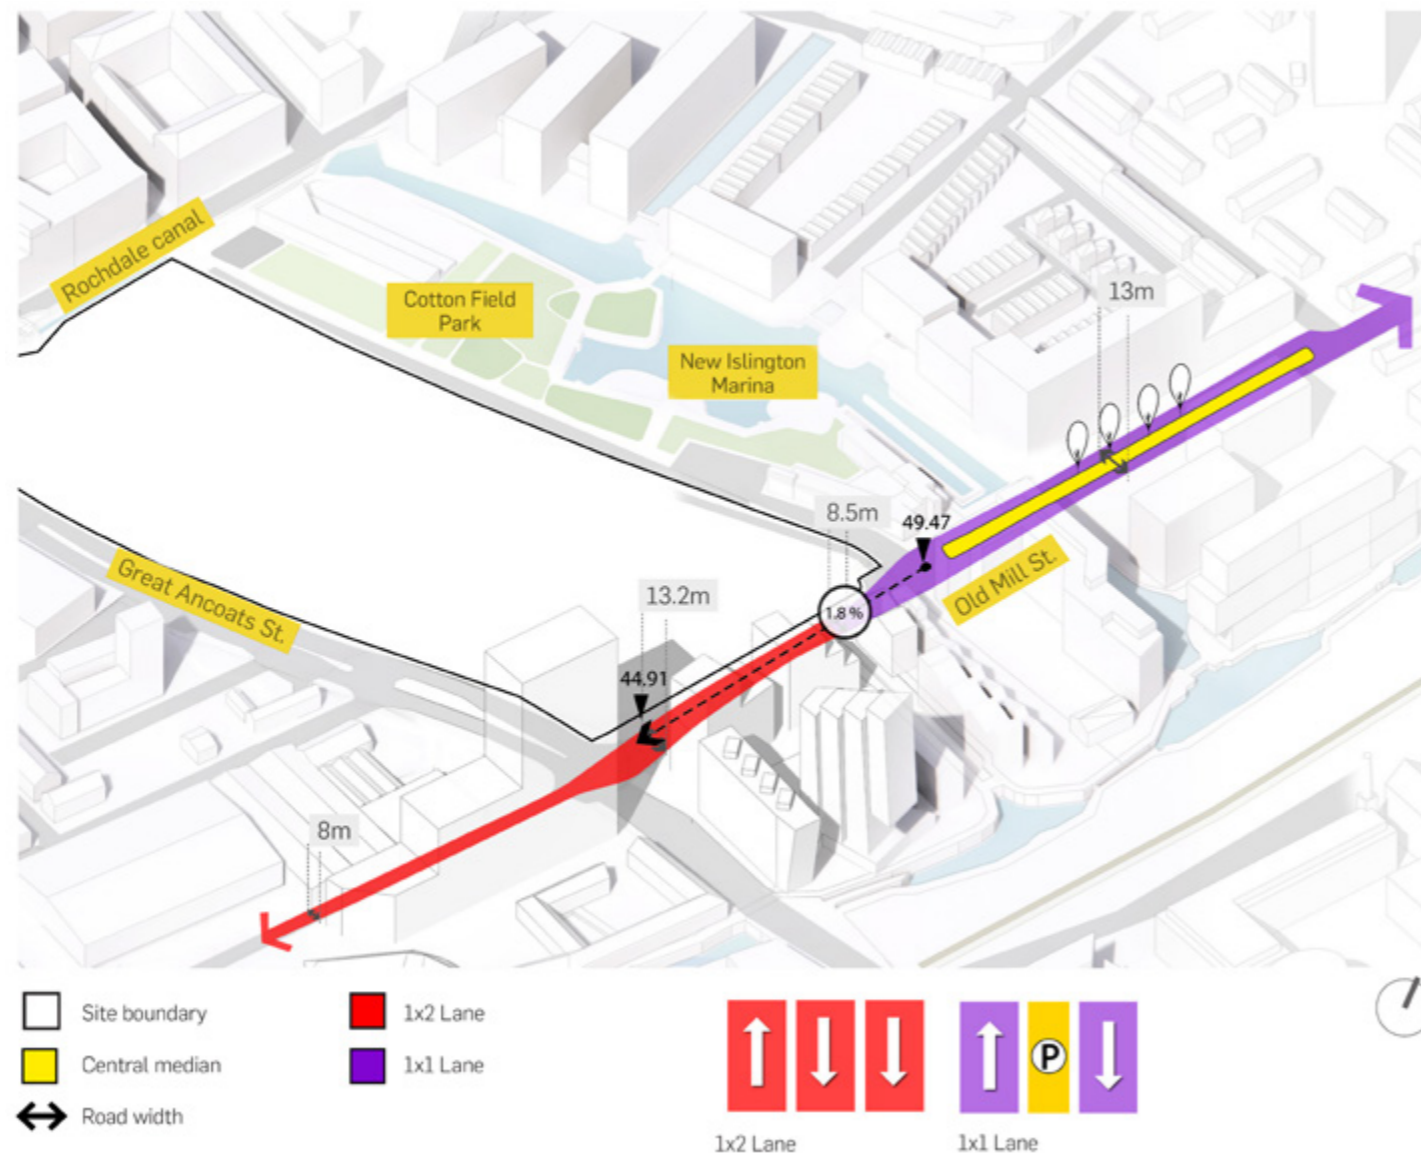 Rochdale canal
Cotton Field
Park
New Islington
Marina
13m
8.5m
49.47
Old Mill St.
1.8 %
13.2m
44.91
Great Ancoats St.
8m
Site boundary
Central median
Road width
1x2 Lane
1x1 Lane
P
1x2 Lane
1x1 Lane